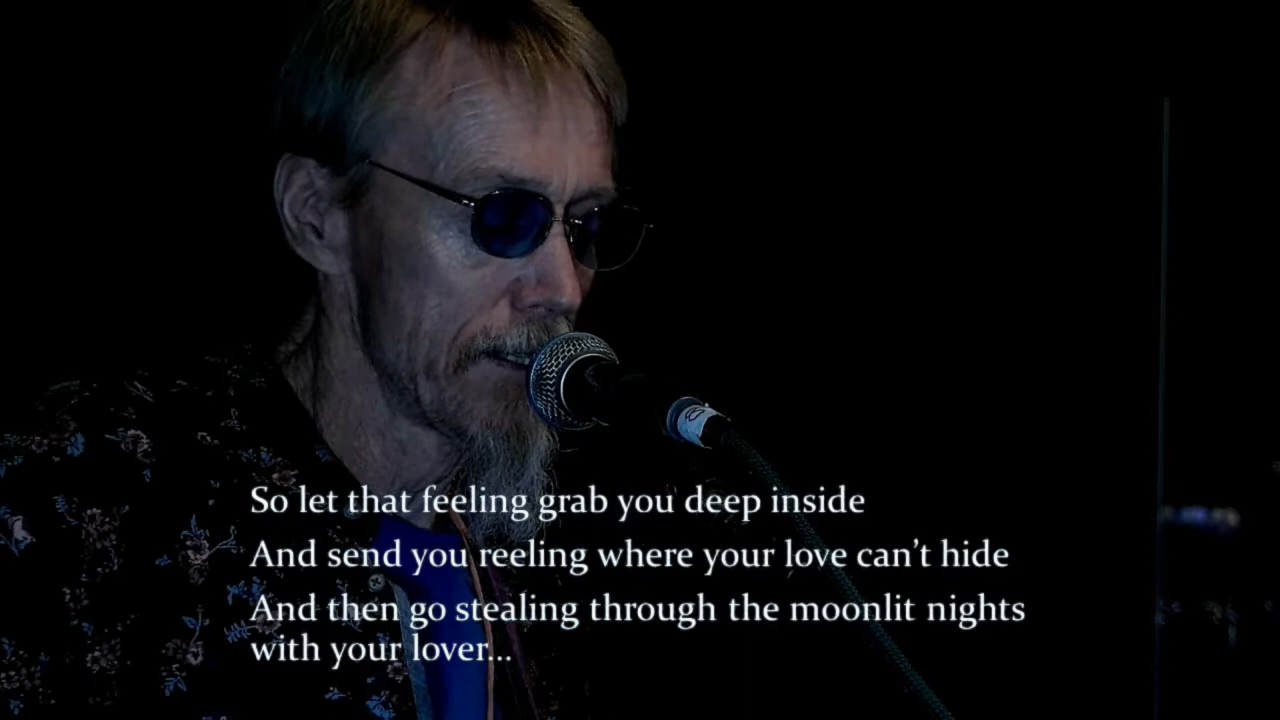 So let that feeling grab you deep inside
And send you reeling where your love can't hide
And then go stealing through the moonlit nights
with your lover...